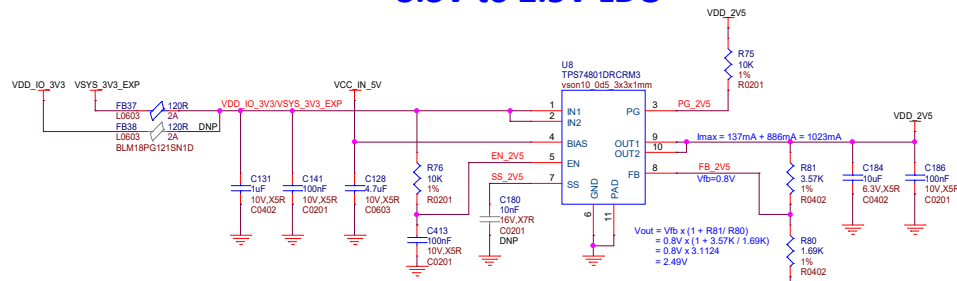 VDD_2V5
R75
10K
1%
R0201
U8
TPS74801DRCRM3
vson10_0d5_3x3x1mm
VDD_IO_3V3
VSYS_3V3_EXP
VCC_IN_5V
FB37
120R
L0603
2A
FB38
120R
DNP
L0603
2A
BLM18PG121SN1D
VDD_IO_3V3/VSYS_3V3_EXP
1
IN1
2
IN2
4
BIAS
5
EN
7
SS
PG
3
OUT1
9
OUT2
10
FB
8
GND
6
PAD
11
PG_2V5
Imax = 137mA + 886mA = 1023mA
VDD_2V5
FB_2V5
Vfb=0.8V
EN_2V5
SS_2V5
C131
1uF
10V,X5R
C0402
C141
100nF
10V,X5R
C0201
C128
4.7uF
10V,X5R
C0603
R76
10K
1%
R0201
C413
100nF
10V,X5R
C0201
C180
10nF
16V,X7R
C0201
DNP
R81
3.57K
1%
R0402
C184
10uF
6.3V,X5R
C0402
C186
100nF
10V,X5R
C0201
R80
1.69K
1%
R0402
Vout = Vfb x (1 + R81/ R80)
= 0.8V x (1 + 3.57K / 1.69K)
= 0.8V x 3.1124
= 2.49V